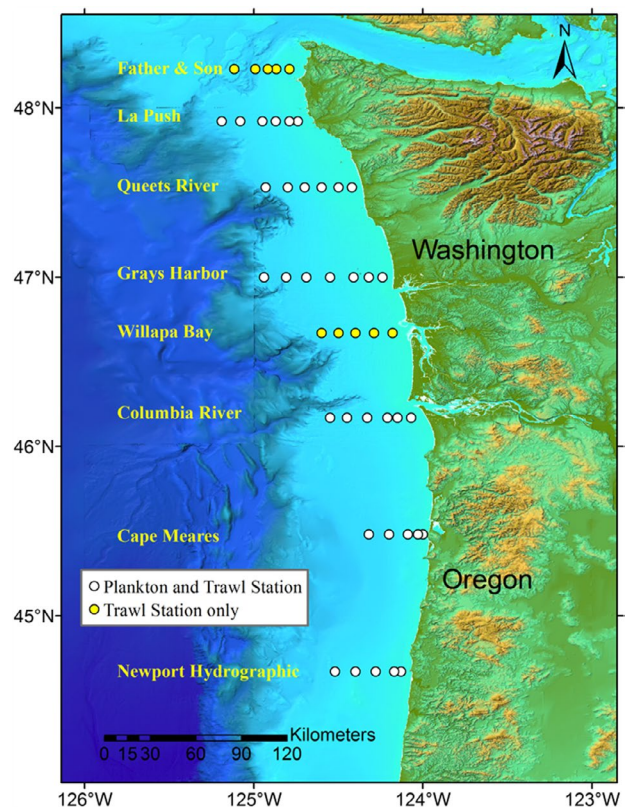 N
Father & Son
48°N
La Push
Queets River
Washington
Grays Harbor
47°N
Willapa Bay
Columbia River
46°N
Cape Meares
Oregon
Plankton and Trawl Station
Trawl Station only
45°N
Newport Hydrographic
Kilometers
0 15 30 60 90 120
126°W 125°W 124°W 123°W